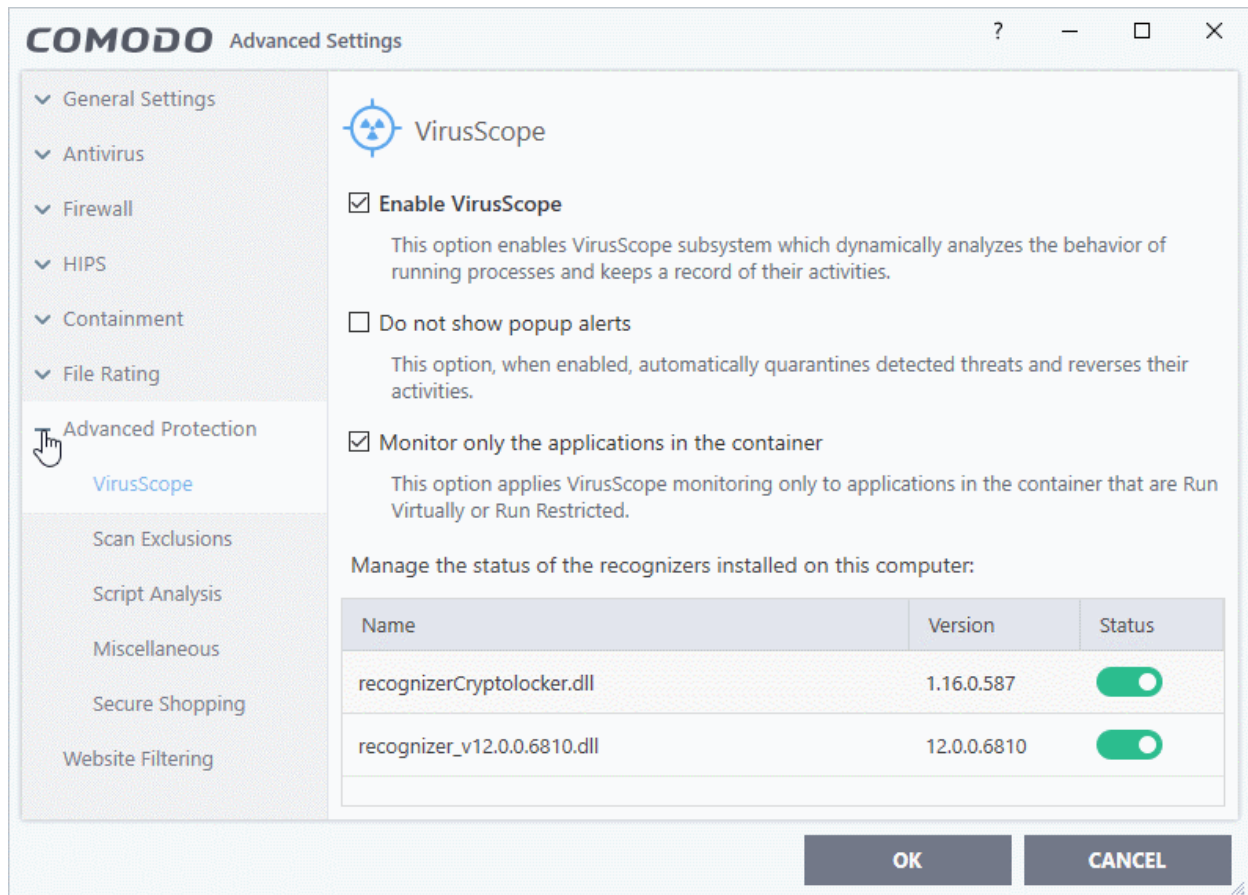 COMODO Advanced Settings ?
General Settings
Antivirus
Firewall
HIPS
Containment
File Rating
Advanced Protection
VirusScope
Scan Exclusions
Script Analysis
Miscellaneous
Secure Shopping
Website Filtering
VirusScope
Enable VirusScope
This option enables VirusScope subsystem which dynamically analyzes the behavior of
running processes and keeps a record of their activities.
Do not show popup alerts
This option, when enabled, automatically quarantines detected threats and reverses their
activities.
Monitor only the applications in the container
This option applies VirusScope monitoring only to applications in the container that are Run
Virtually or Run Restricted.
Manage the status of the recognizers installed on this computer:
Name Version Status
recognizerCryptolocker.dll 1.16.0.587
recognizer_v12.0.0.6810.dll 12.0.0.6810
OK CANCEL